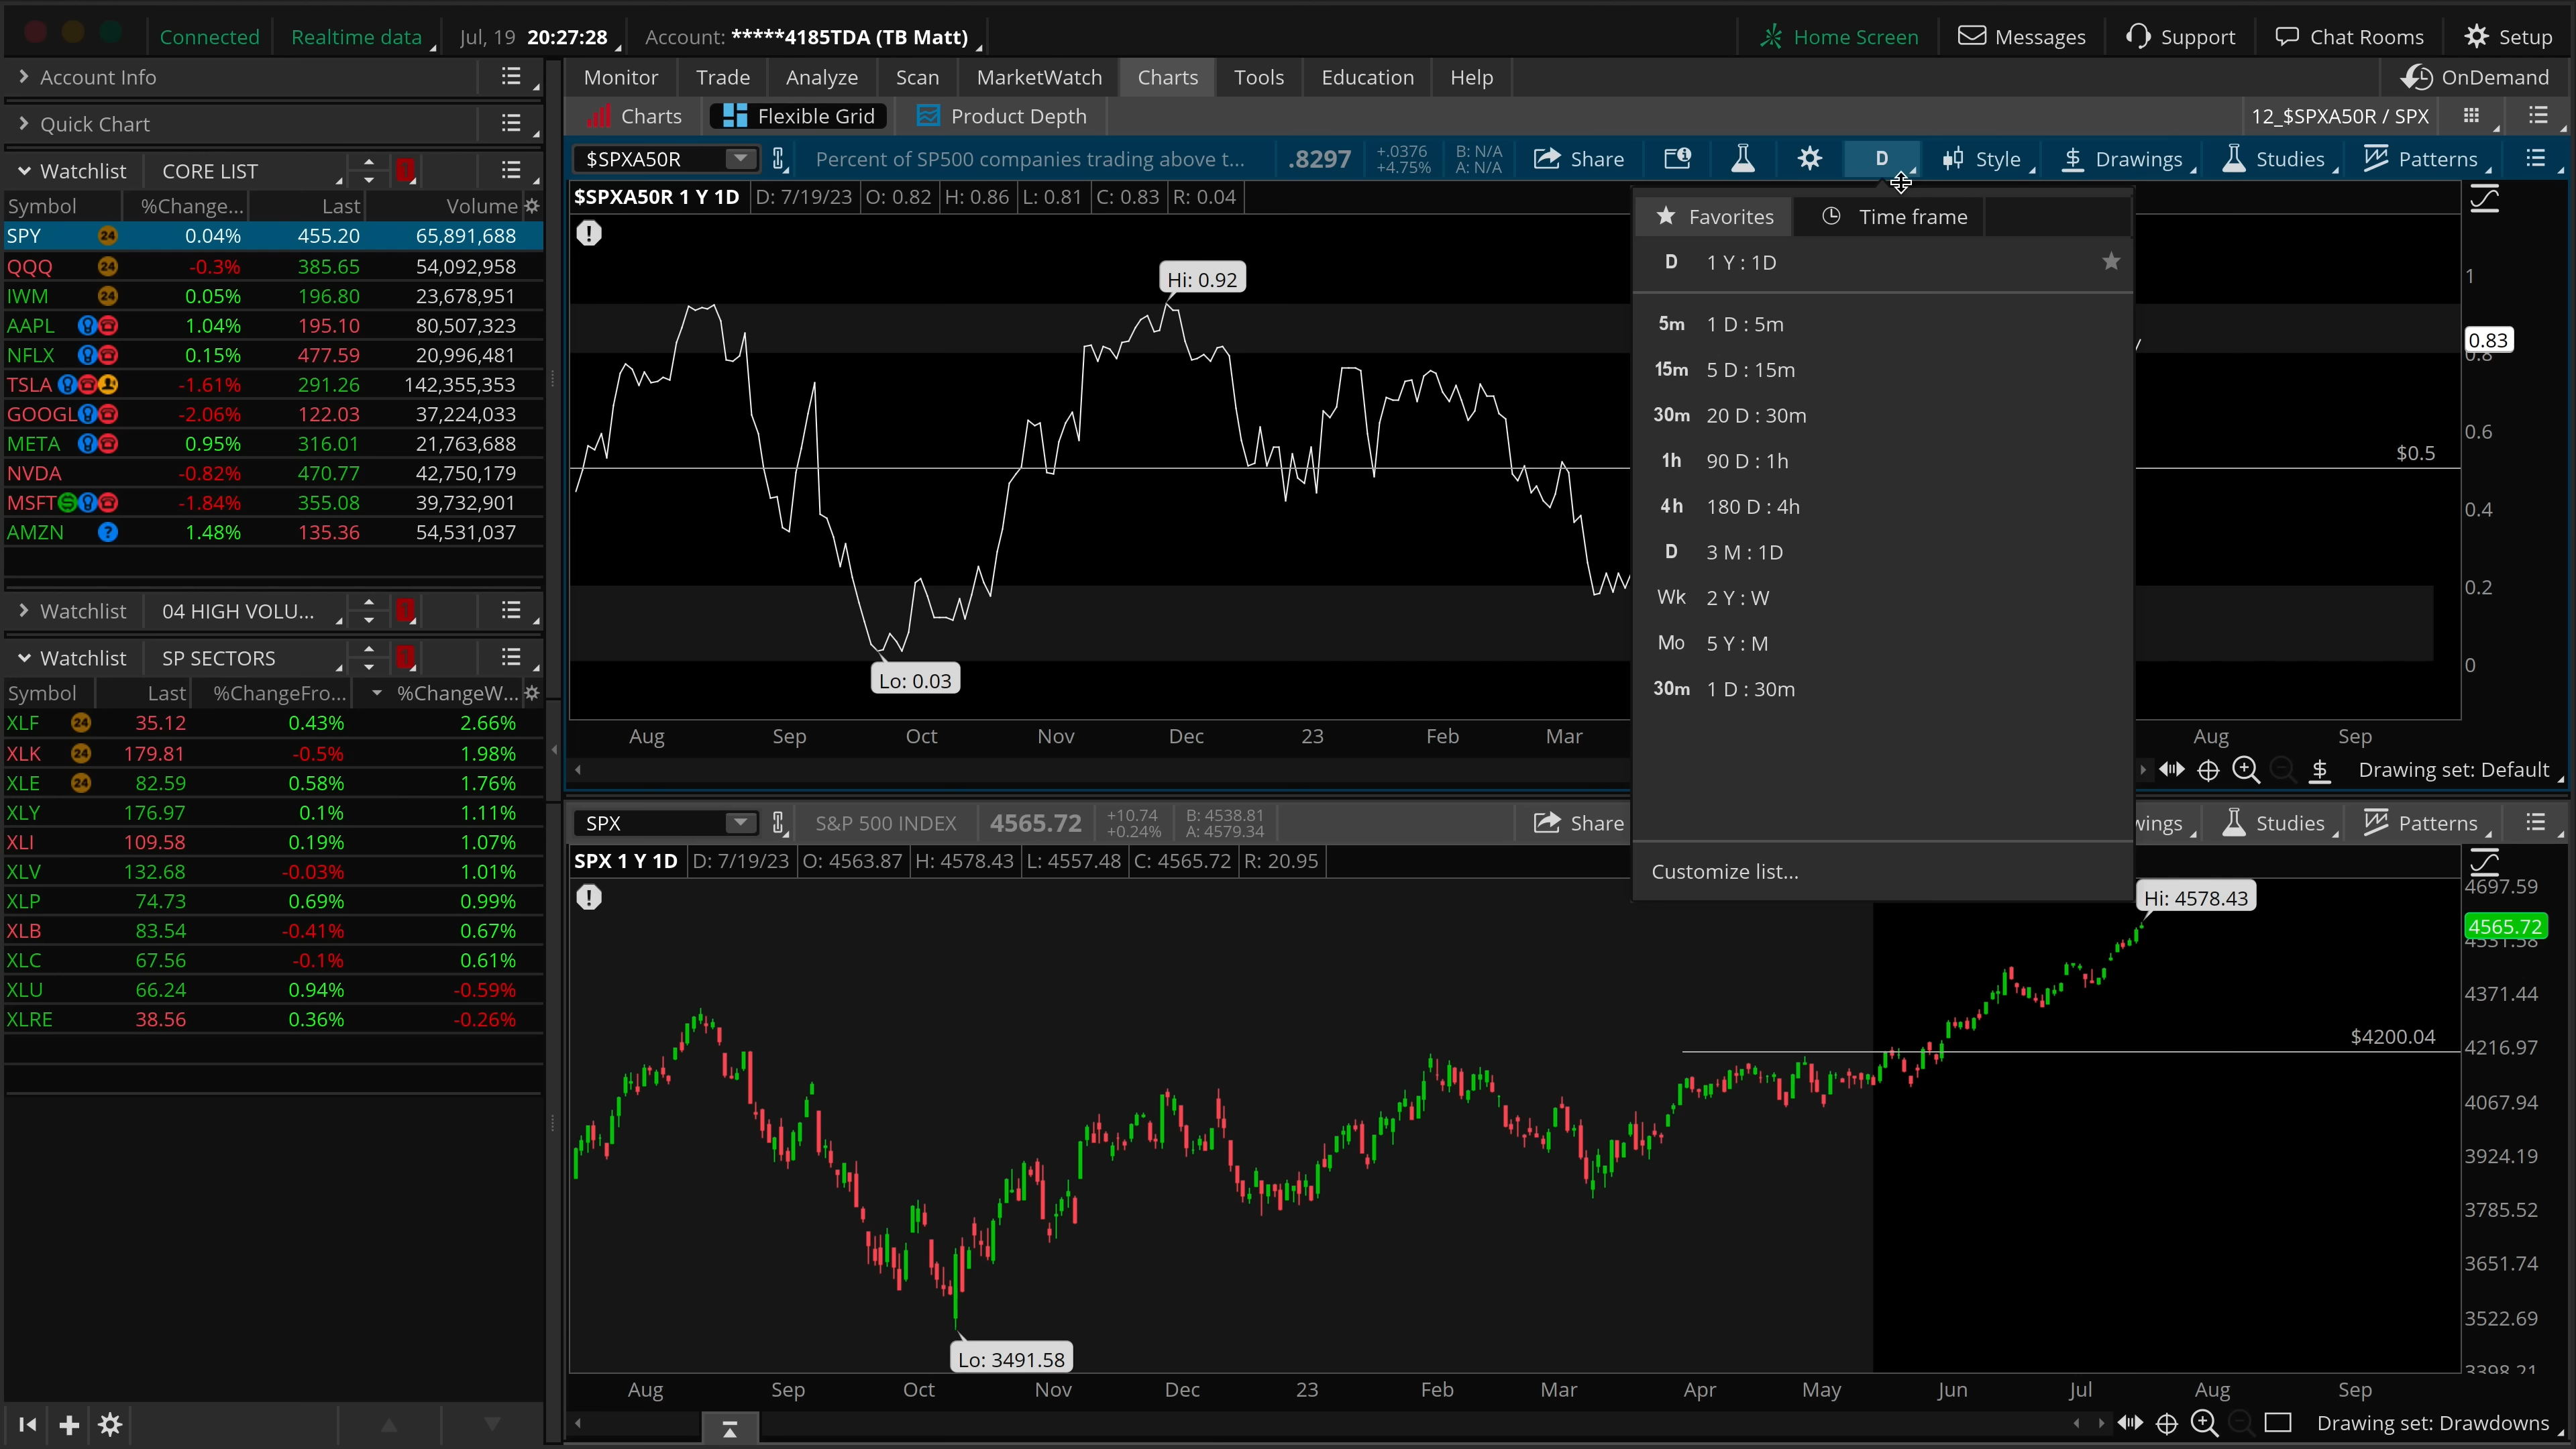 Connected Realtime data Jul, 19 20:27:28 Account: *****4185TDA (TB Matt) Home Screen Messages Support Chat Rooms Setup
Account Info
Quick Chart
Watchlist CORE LIST 1
Symbol %Change... Last Volume
SPY 24 0.04% 455.20 65,891,688
QQQ 24 -0.3% 385.65 54,092,958
IWM 24 0.05% 196.80 23,678,951
AAPL 1.04% 195.10 80,507,323
NFLX 0.15% 477.59 20,996,481
TSLA -1.61% 291.26 142,355,353
GOOGL -2.06% 122.03 37,224,033
META 0.95% 316.01 21,763,688
NVDA -0.82% 470.77 42,750,179
MSFT -1.84% 355.08 39,732,901
AMZN ? 1.48% 135.36 54,531,037
Watchlist 04 HIGH VOLU... 1
Watchlist SP SECTORS 1
Symbol Last %ChangeFro... %ChangeW...
XLF 24 35.12 0.43% 2.66%
XLK 24 179.81 -0.5% 1.98%
XLE 24 82.59 0.58% 1.76%
XLY 176.97 0.1% 1.11%
XLI 109.58 0.19% 1.07%
XLV 132.68 -0.03% 1.01%
XLP 74.73 0.69% 0.99%
XLB 83.54 -0.41% 0.67%
XLC 67.56 -0.1% 0.61%
XLU 66.24 0.94% -0.59%
XLRE 38.56 0.36% -0.26%
Monitor Trade Analyze Scan MarketWatch Charts Tools Education Help OnDemand
Charts Flexible Grid Product Depth 12_$SPXA50R / SPX
$SPXA50R Percent of SP500 companies trading above t... .8297 +.0376 +4.75% B: N/A A: N/A Share D Style Drawings Studies Patterns
$SPXA50R 1 Y 1D D: 7/19/23 O: 0.82 H: 0.86 L: 0.81 C: 0.83 R: 0.04
Hi: 0.92
Lo: 0.03
1
0.83
0.8
0.6
$0.5
0.4
0.2
0
Favorites Time frame
D 1 Y : 1D
5m 1 D : 5m
15m 5 D : 15m
30m 20 D : 30m
1h 90 D : 1h
4h 180 D : 4h
D 3 M : 1D
Wk 2 Y : W
Mo 5 Y : M
30m 1 D : 30m
Customize list...
Aug Sep Oct Nov Dec 23 Feb Mar Aug Sep
Drawing set: Default
SPX S&P 500 INDEX 4565.72 +10.74 +0.24% B: 4538.81 A: 4579.34 Share wings Studies Patterns
SPX 1 Y 1D D: 7/19/23 O: 4563.87 H: 4578.43 L: 4557.48 C: 4565.72 R: 20.95
4697.59
Hi: 4578.43
4565.72
4531.58
4371.44
$4200.04
4216.97
4067.94
3924.19
3785.52
3651.74
3522.69
Lo: 3491.58
3398.21
Aug Sep Oct Nov Dec 23 Feb Mar Apr May Jun Jul Aug Sep
Drawing set: Drawdowns